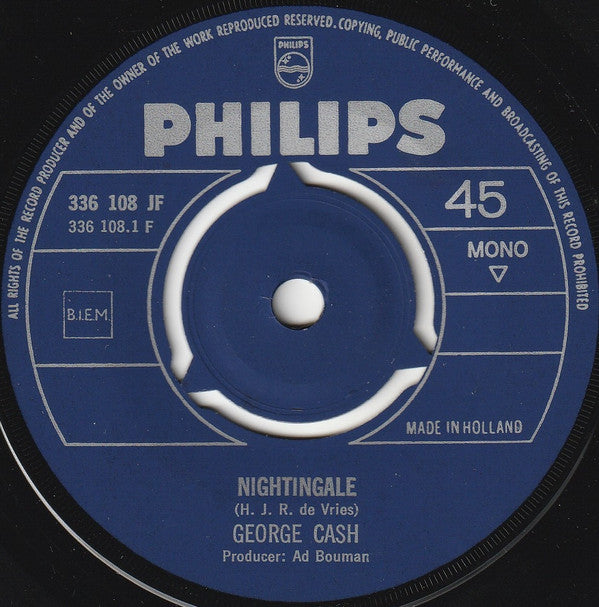 ALL RIGHTS OF THE RECORD PRODUCER AND OF THE OWNER OF THE WORK REPRODUCED RESERVED. COPYING, PUBLIC PERFORMANCE AND BROADCASTING OF THIS RECORD PROHIBITED
PHILIPS
PHILIPS
336 108 JF
336 108.1 F
45
MONO
B.I.E.M.
MADE IN HOLLAND
NIGHTINGALE
(H. J. R. de Vries)
GEORGE CASH
Producer: Ad Bouman